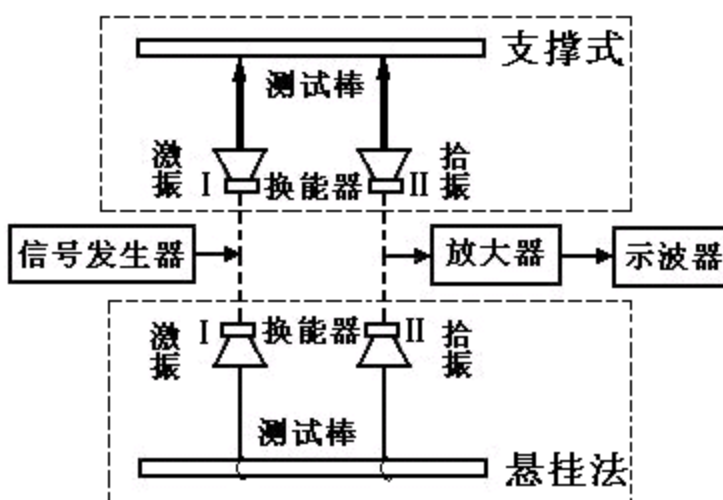 支撑式
测试棒
激振 Ⅰ 换能器 Ⅱ 拾振
信号发生器 放大器 示波器
激振 Ⅰ 换能器 Ⅱ 拾振
测试棒
悬挂法